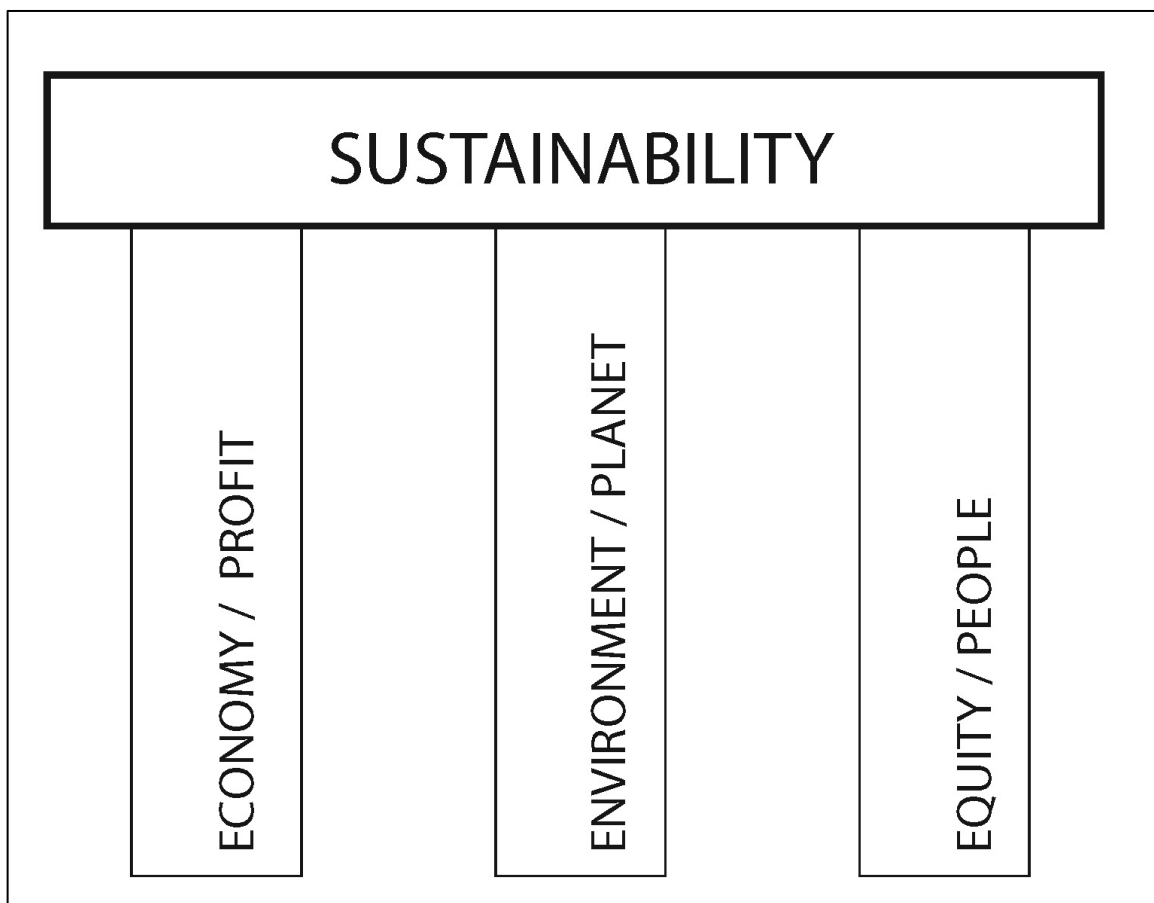 SUSTAINABILITY
ECONOMY / PROFIT
ENVIRONMENT / PLANET
EQUITY / PEOPLE